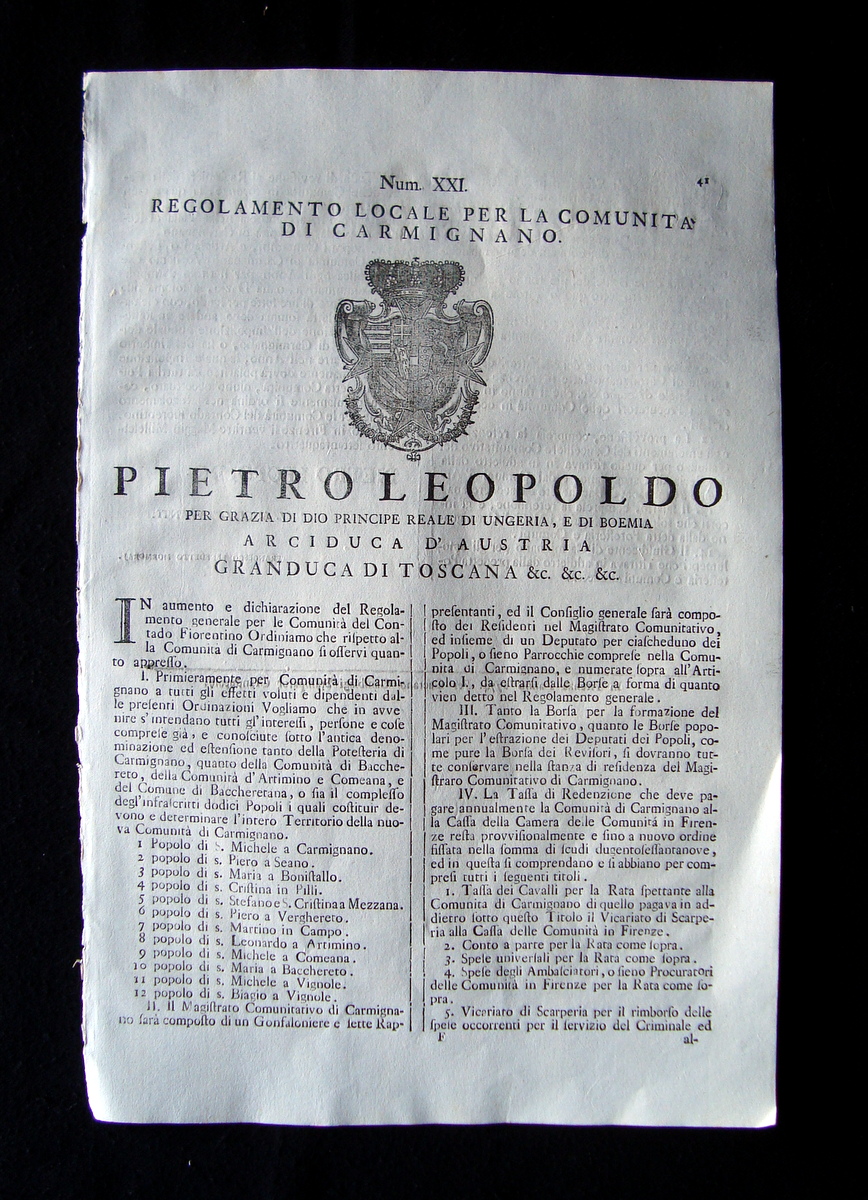 Num. XXI.
41
REGOLAMENTO LOCALE PER LA COMUNITA'
DI CARMIGNANO.
PIETRO LEOPOLDO
PER GRAZIA DI DIO PRINCIPE REALE DI UNGERIA, E DI BOEMIA
ARCIDUCA D' AUSTRIA
GRANDUCA DI TOSCANA &c. &c. &c.
IN aumento e dichiarazione del Regola-
mento generale per le Comunità del Con-
tado Fiorentino Ordiniamo che riſpetto al-
la Comunità di Carmignano ſi oſſervi quan-
to appreſſo.
I. Primieramente per Comunità di Carmi-
gnano a tutti gli effetti voluti e dipendenti dal-
le preſenti Ordinazioni Vogliamo che in avve-
nire s' intendano tutti gl' intereſſi, perſone e coſe
compreſe già, e conoſciute ſotto l' antica deno-
minazione ed eſtenſione tanto della Poteſteria di
Carmignano, quanto della Comunità di Bacche-
reto, della Comunità d' Artimino e Comeana, e
del Comune di Baccheretana, o ſia il compleſſo
degl' infraſcritti dodici Popoli i quali coſtituir de-
vono e determinare l' intero Territorio della nuo-
va Comunità di Carmignano.
1 Popolo di S. Michele a Carmignano.
2 popolo di s. Piero a Seano.
3 popolo di s. Maria a Boniſtallo.
4 popolo di s. Criſtina in Pilli.
5 popolo di s. Stefano e S. Criſtina a Mezzana.
6 popolo di s. Piero a Verghereto.
7 popolo di s. Martino in Campo.
8 popolo di s. Leonardo a Artimino.
9 popolo di s. Michele a Comeana.
10 popolo di s. Maria a Bacchereto.
11 popolo di s. Michele a Vignole.
12 popolo di s. Biagio a Vignole.
II. Il Magiſtrato Comunitativo di Carmigna-
no ſarà compoſto di un Gonfaloniere e ſette Rap-
preſentanti, ed il Conſiglio generale ſarà compo-
ſto dei Reſidenti nel Magiſtrato Comunitativo,
ed inſieme di un Deputato per ciaſcheduno dei
Popoli, o ſieno Parrocchie compreſe nella Comu-
nità di Carmignano, e numerate ſopra all' Arti-
colo I., da eſtrarſi dalle Borſe a forma di quanto
vien detto nel Regolamento generale.
III. Tanto la Borſa per la formazione del
Magiſtrato Comunitativo, quanto le Borſe popo-
lari per l' eſtrazione dei Deputati dei Popoli, co-
me pure la Borſa dei Reviſori, ſi dovranno tut-
te conſervare nella ſtanza di reſidenza del Magi-
ſtrato Comunitativo di Carmignano.
IV. La Taſſa di Redenzione che deve pa-
gare annualmente la Comunità di Carmignano al-
la Caſſa della Camera delle Comunità in Firen-
ze reſta provviſionalmente e fino a nuovo ordine
fiſſata nella ſomma di ſcudi dugentoſeſſantanove,
ed in queſta ſi comprendono e ſi abbiano per com-
preſi tutti i ſeguenti titoli.
1. Taſſa dei Cavalli per la Rata ſpettante alla
Comunità di Carmignano di quello pagava in ad-
dietro ſotto queſto Titolo il Vicariato di Scarpe-
ria alla Caſſa delle Comunità in Firenze.
2. Conto a parte per la Rata come ſopra.
3. Speſe univerſali per la Rata come ſopra.
4. Speſe degli Ambaſciatori, o ſieno Procuratori
delle Comunità in Firenze per la Rata come ſo-
pra.
5. Vicariato di Scarperia per il rimborſo delle
ſpeſe occorrenti per il ſervizio del Criminale ed
F
al-